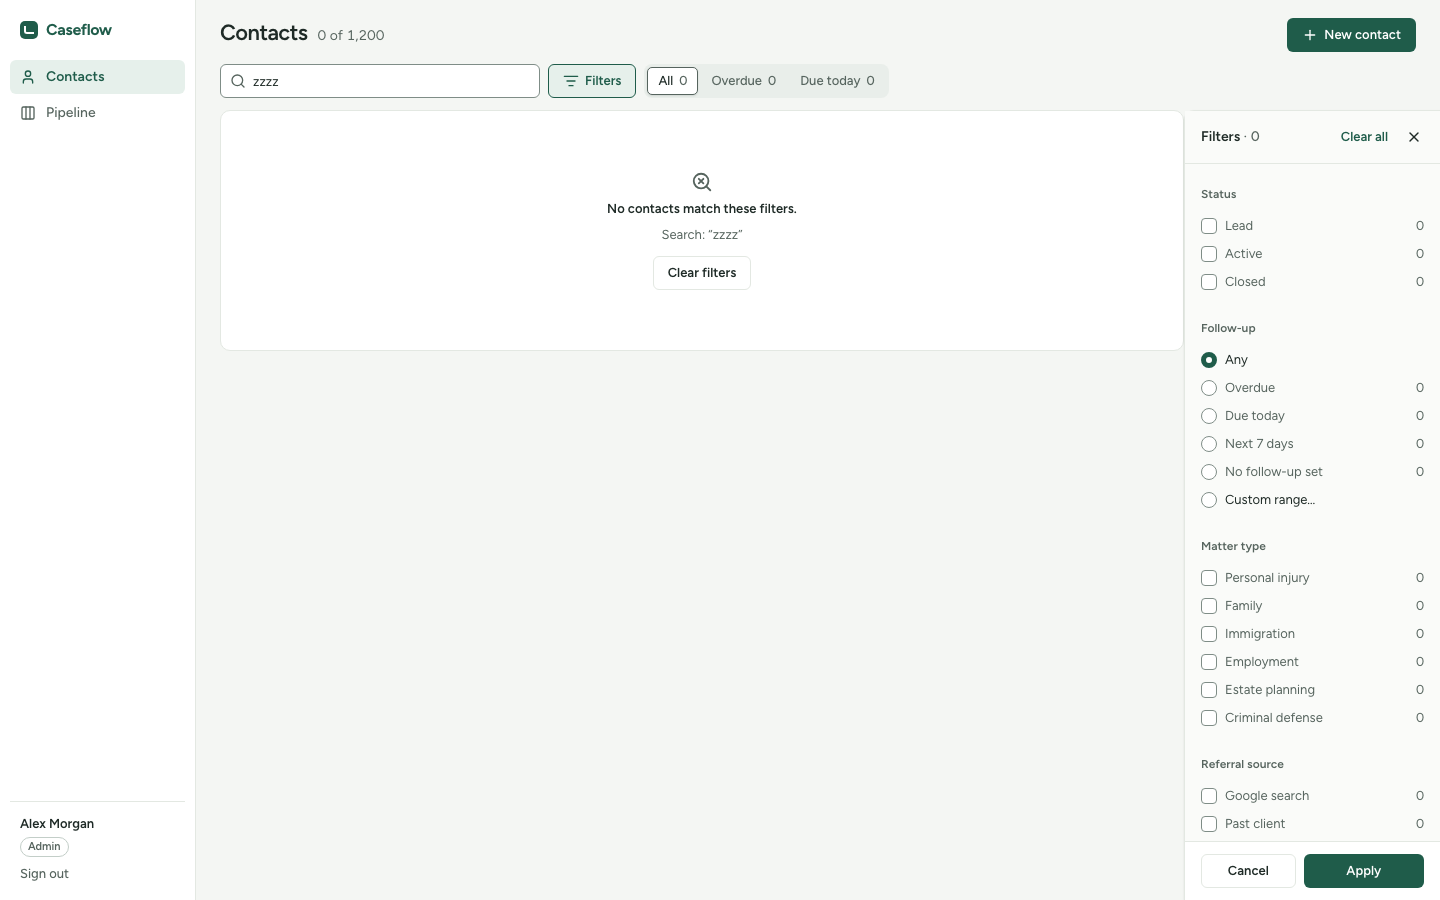 Caseflow
Contacts
Pipeline
Alex Morgan
Admin
Sign out
Contacts 0 of 1,200
New contact
zzzz
Filters
All 0
Overdue 0
Due today 0
No contacts match these filters.
Search: “zzzz”
Clear filters
Filters · 0
Clear all
Status
Lead 0
Active 0
Closed 0
Follow-up
Any
Overdue 0
Due today 0
Next 7 days 0
No follow-up set 0
Custom range...
Matter type
Personal injury 0
Family 0
Immigration 0
Employment 0
Estate planning 0
Criminal defense 0
Referral source
Google search 0
Past client 0
Cancel
Apply